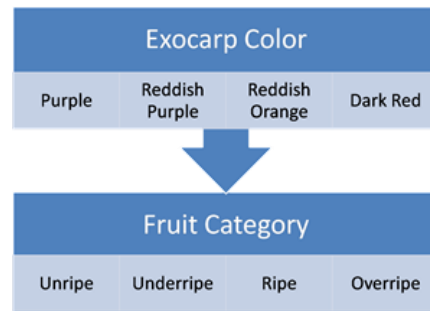 Exocarp Color
Purple
Reddish
Purple
Reddish
Orange
Dark Red
Fruit Category
Unripe
Underripe
Ripe
Overripe